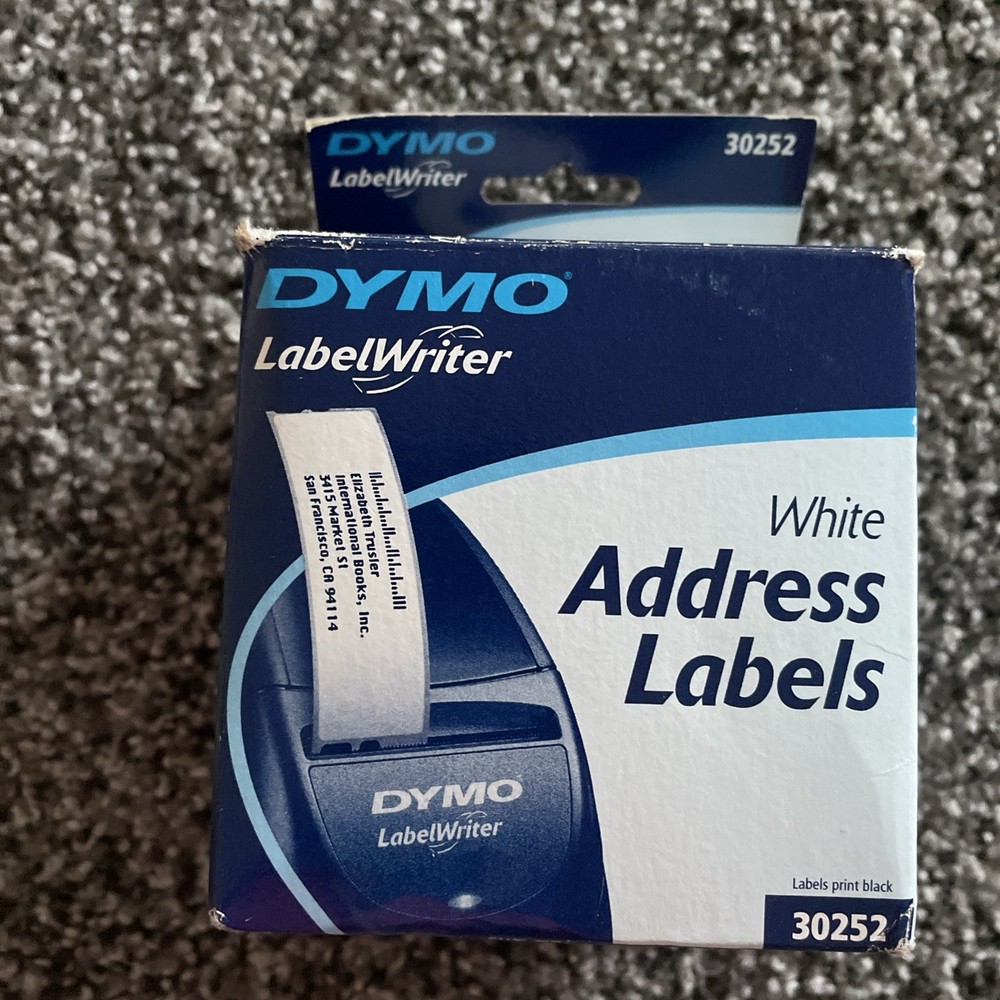 DYMO
LabelWriter
30252
DYMO®
LabelWriter
Elizabeth Trusler
International Books, Inc.
3415 Market St
San Francisco, CA 94114
White
Address
Labels
DYMO
LabelWriter
Labels print black
30252